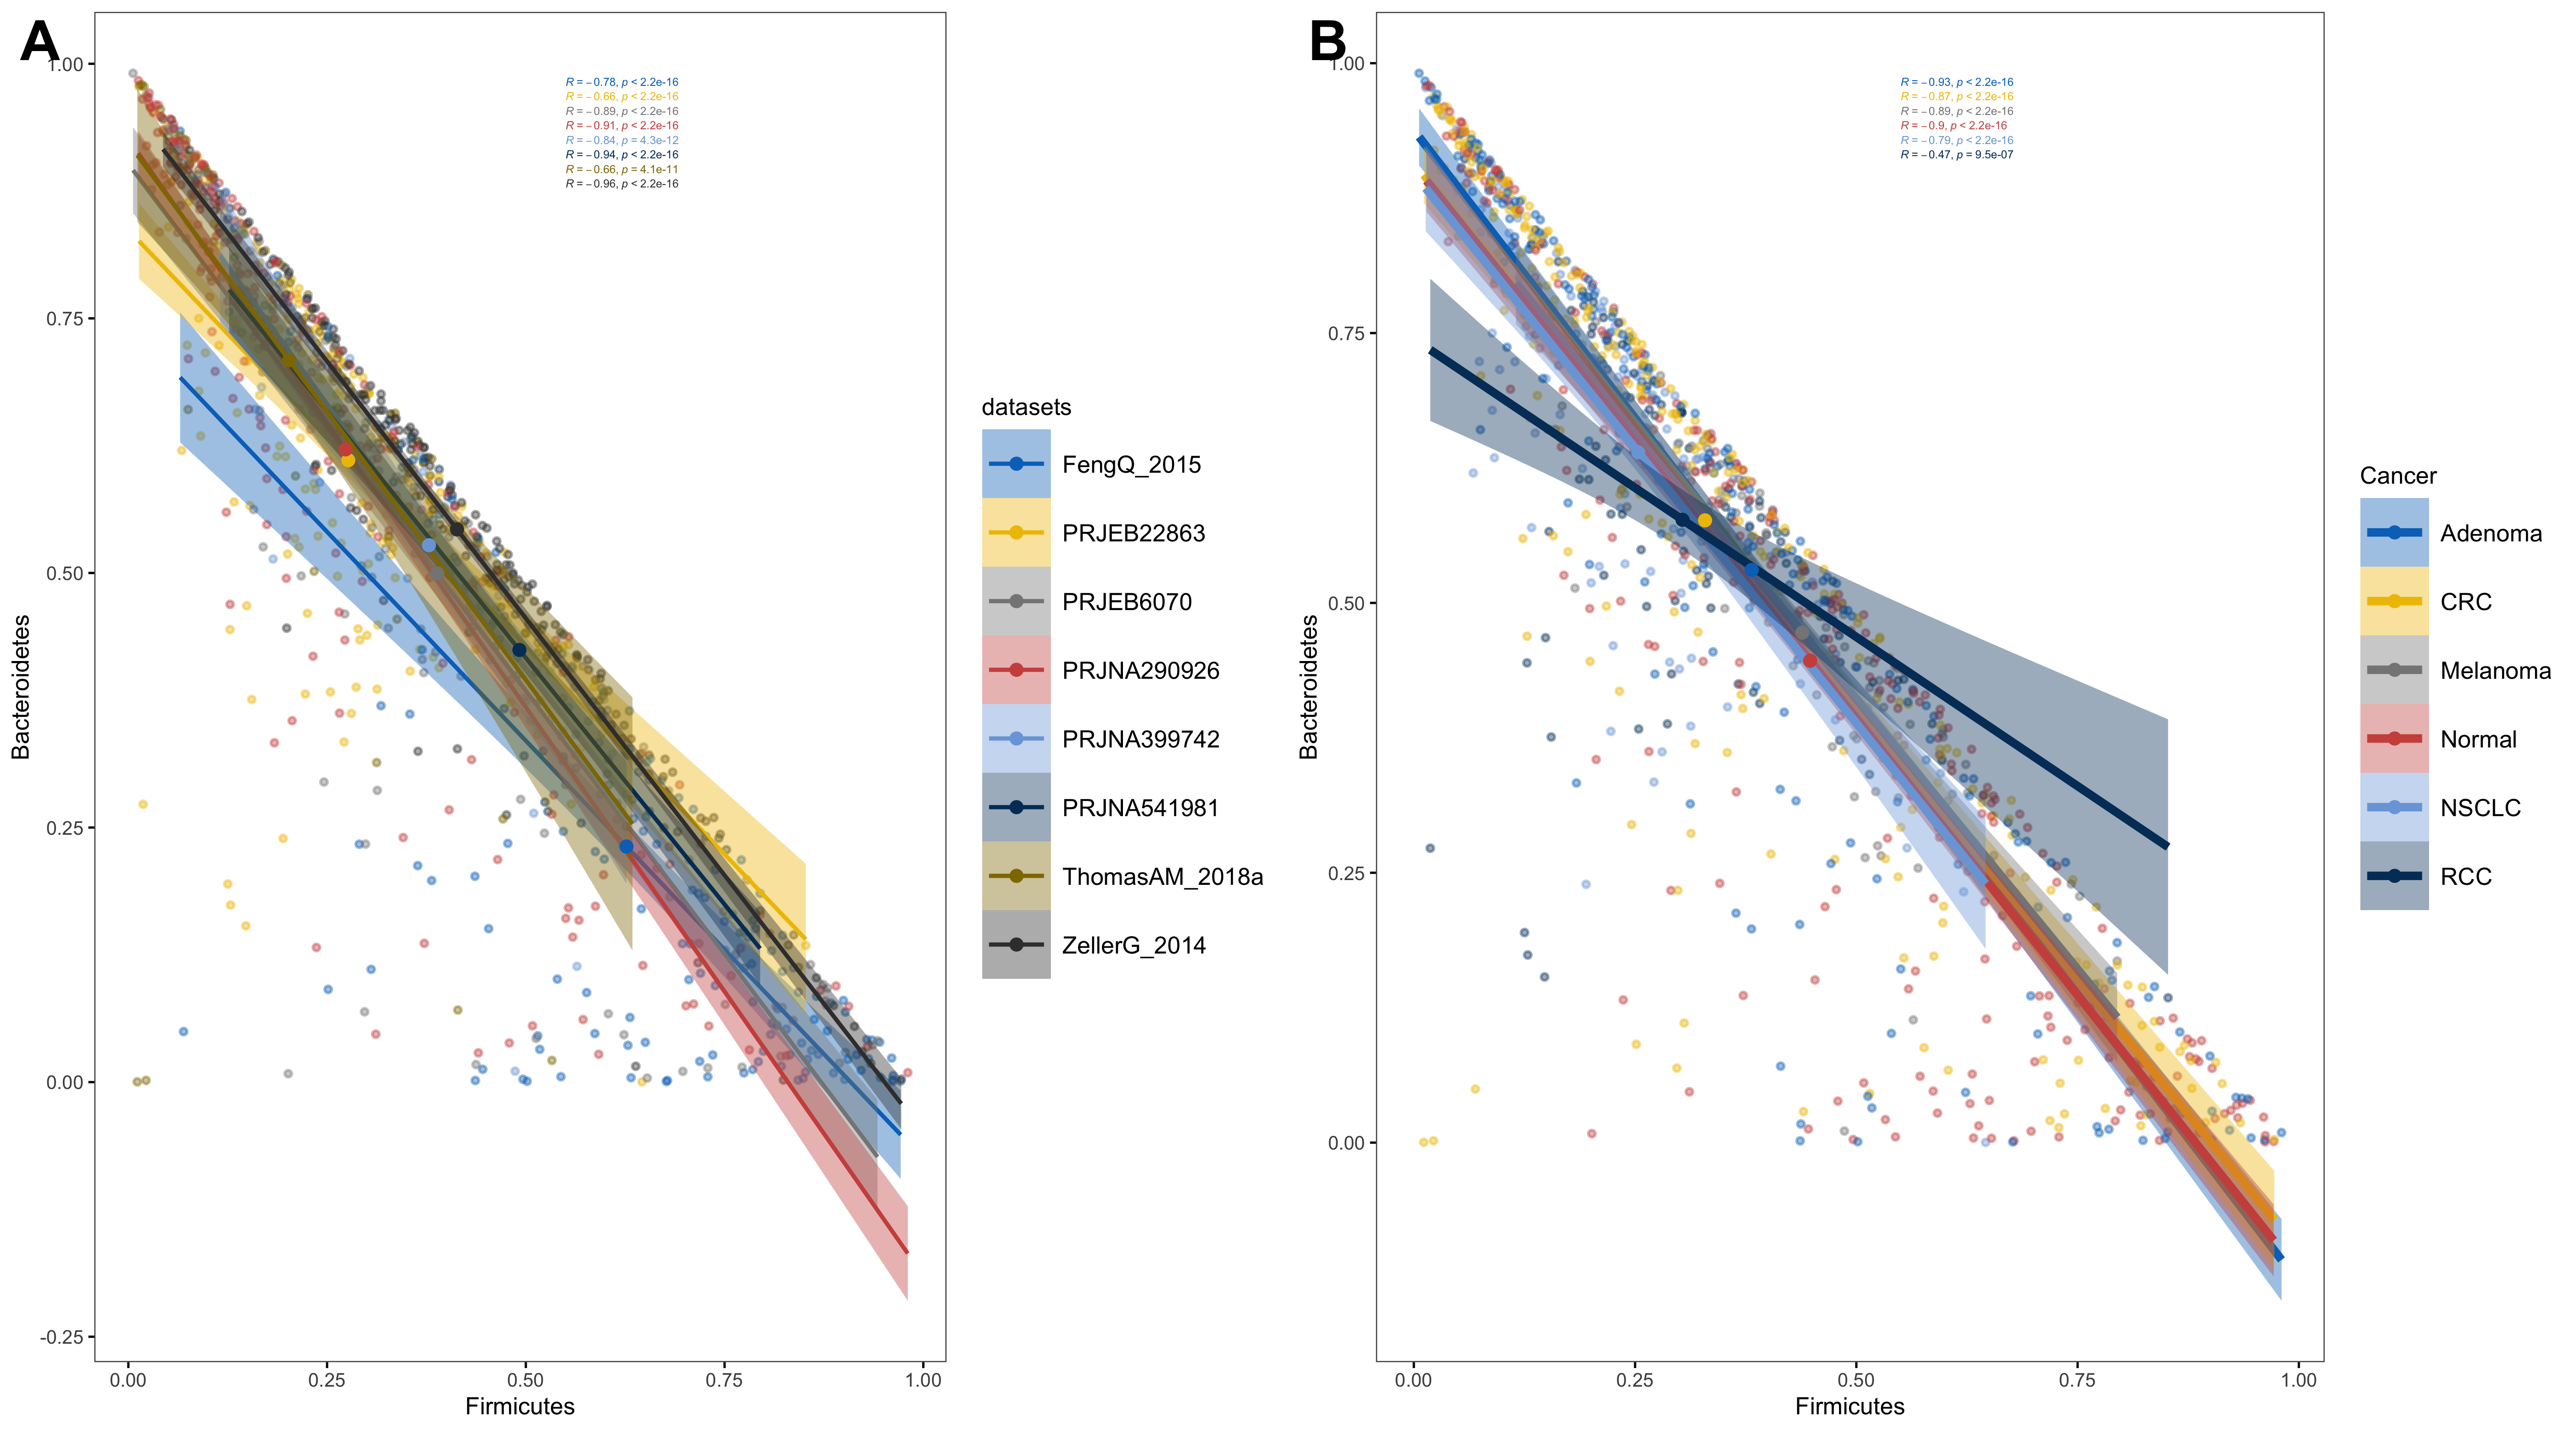 A
1.00
0.75
0.50
0.25
0.00
-0.25
Bacteroidetes
R = −0.78, p < 2.2e-16
R = −0.66, p < 2.2e-16
R = −0.89, p < 2.2e-16
R = −0.91, p < 2.2e-16
R = −0.84, p = 4.3e-12
R = −0.94, p < 2.2e-16
R = −0.66, p = 4.1e-11
R = −0.96, p < 2.2e-16
0.00 0.25 0.50 0.75 1.00
Firmicutes
datasets
FengQ_2015
PRJEB22863
PRJEB6070
PRJNA290926
PRJNA399742
PRJNA541981
ThomasAM_2018a
ZellerG_2014
B
1.00
0.75
0.50
0.25
0.00
Bacteroidetes
R = −0.93, p < 2.2e-16
R = −0.87, p < 2.2e-16
R = −0.89, p < 2.2e-16
R = −0.9, p < 2.2e-16
R = −0.79, p < 2.2e-16
R = −0.47, p = 9.5e-07
0.00 0.25 0.50 0.75 1.00
Firmicutes
Cancer
Adenoma
CRC
Melanoma
Normal
NSCLC
RCC